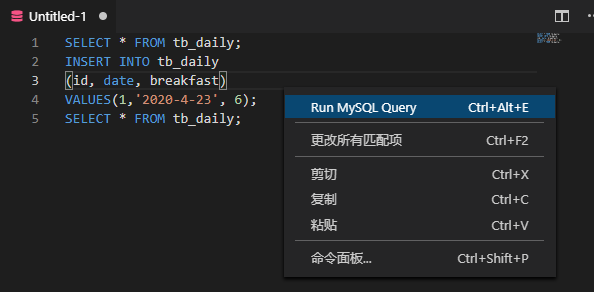 Untitled-1
1 SELECT * FROM tb_daily;
2 INSERT INTO tb_daily
3 (id, date, breakfast)
4 VALUES(1,'2020-4-23', 6);
5 SELECT * FROM tb_daily;
Run MySQL Query Ctrl+Alt+E
更改所有匹配项 Ctrl+F2
剪切 Ctrl+X
复制 Ctrl+C
粘贴 Ctrl+V
命令面板... Ctrl+Shift+P